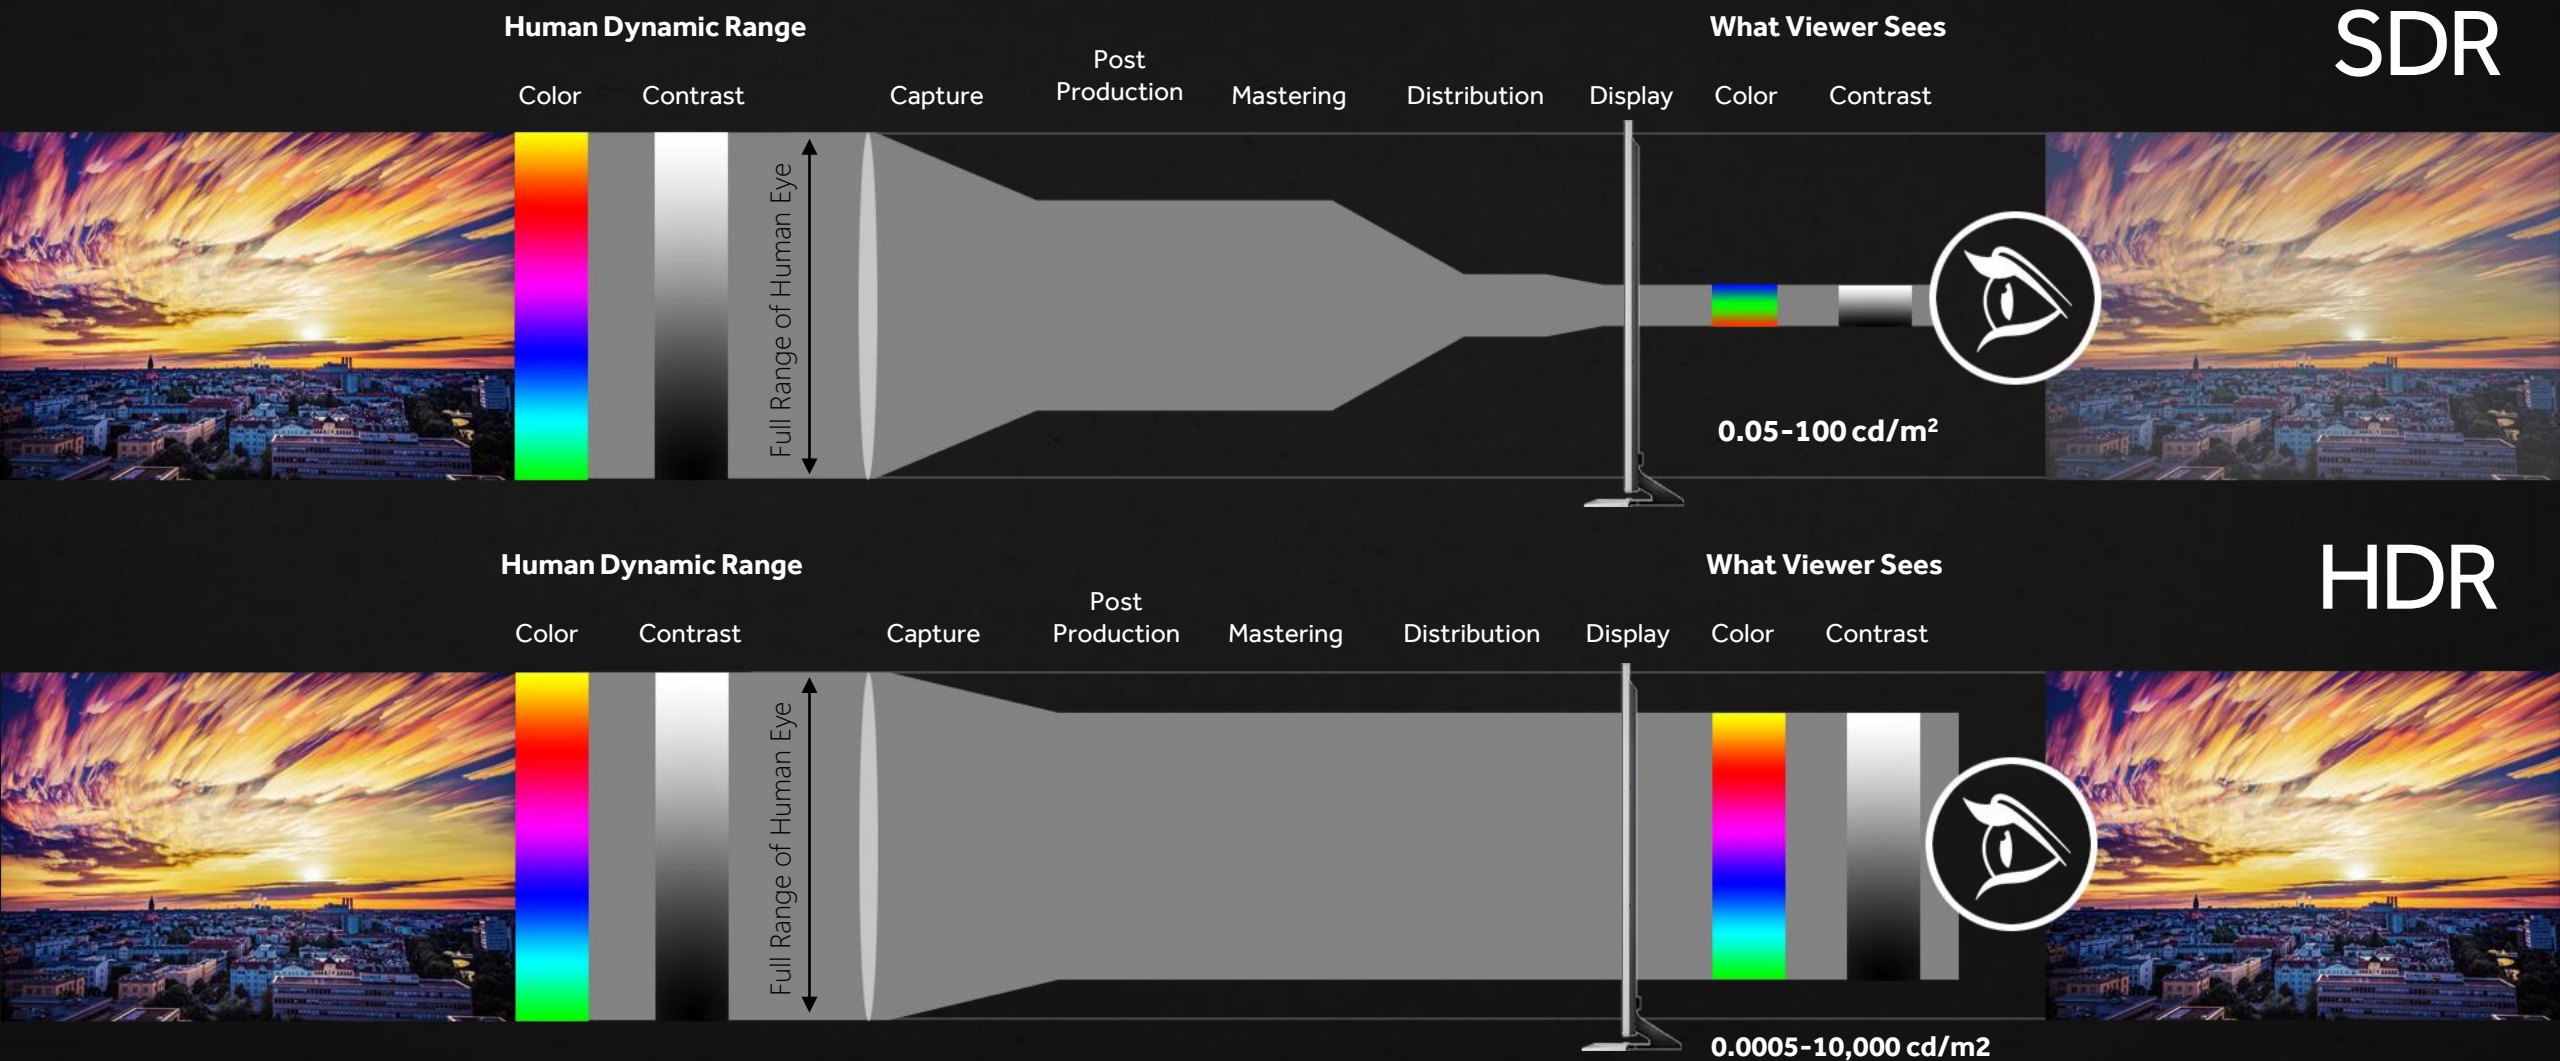 Human Dynamic Range
What Viewer Sees
SDR
Post
Color
Contrast
Capture
Production
Mastering
Distribution
Display
Color
Contrast
Full Range of Human Eye
0.05-100 cd/m²
Human Dynamic Range
What Viewer Sees
HDR
Post
Color
Contrast
Capture
Production
Mastering
Distribution
Display
Color
Contrast
Full Range of Human Eye
0.0005-10,000 cd/m2